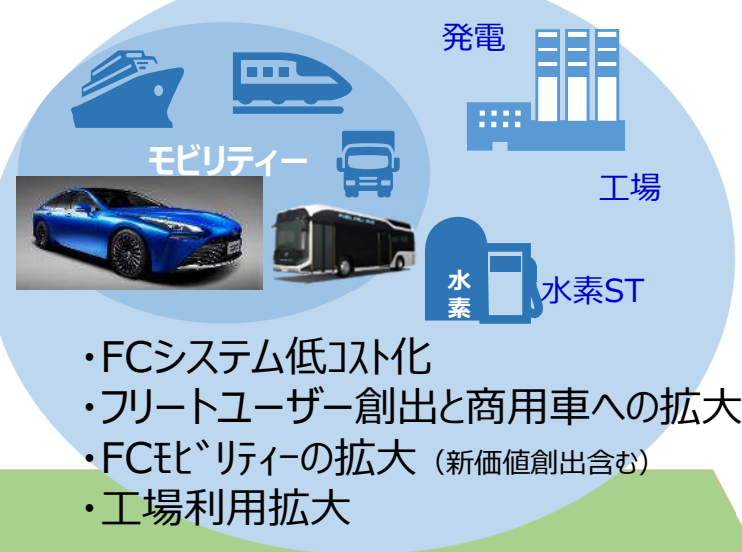 発電
モビリティー
工場
FUEL CELL BUS
水素
水素ST
・FCシステム低ｺｽﾄ化
・フリートユーザー創出と商用車への拡大
・FCﾓﾋﾞﾘﾃｨｰの拡大（新価値創出含む）
・工場利用拡大